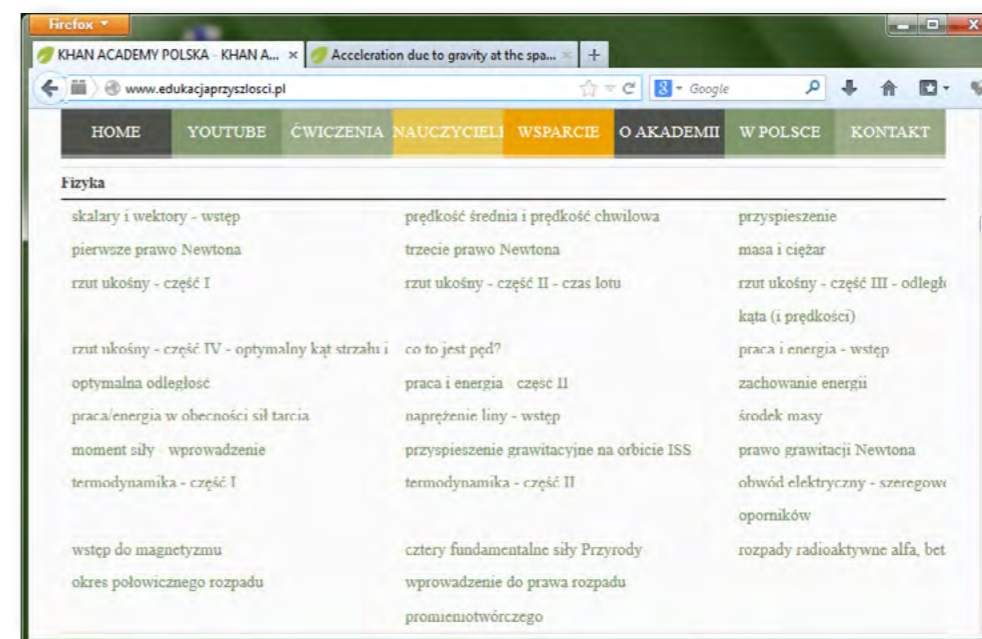 Firefox
KHAN ACADEMY POLSKA - KHAN A... × Acceleration due to gravity at the spa... × +
www.edukacjaprzyszlosci.pl Google
HOME YOUTUBE ĆWICZENIA NAUCZYCIELI WSPARCIE O AKADEMII W POLSCE KONTAKT
Fizyka
skalary i wektory - wstęp prędkość średnia i prędkość chwilowa przyspieszenie
pierwsze prawo Newtona trzecie prawo Newtona masa i ciężar
rzut ukośny - część I rzut ukośny - część II - czas lotu rzut ukośny - część III - odległ
kąta (i prędkości)
rzut ukośny - część IV - optymalny kąt strzału i co to jest pęd? praca i energia - wstęp
optymalna odległość praca i energia - część II zachowanie energii
praca/energia w obecności sił tarcia naprężenie liny - wstęp środek masy
moment siły - wprowadzenie przyspieszenie grawitacyjne na orbicie ISS prawo grawitacji Newtona
termodynamika - część I termodynamika - część II obwód elektryczny - szeregowe
oporników
wstęp do magnetyzmu cztery fundamentalne siły Przyrody rozpady radioaktywne alfa, bet
okres połowicznego rozpadu wprowadzenie do prawa rozpadu
promieniotwórczego